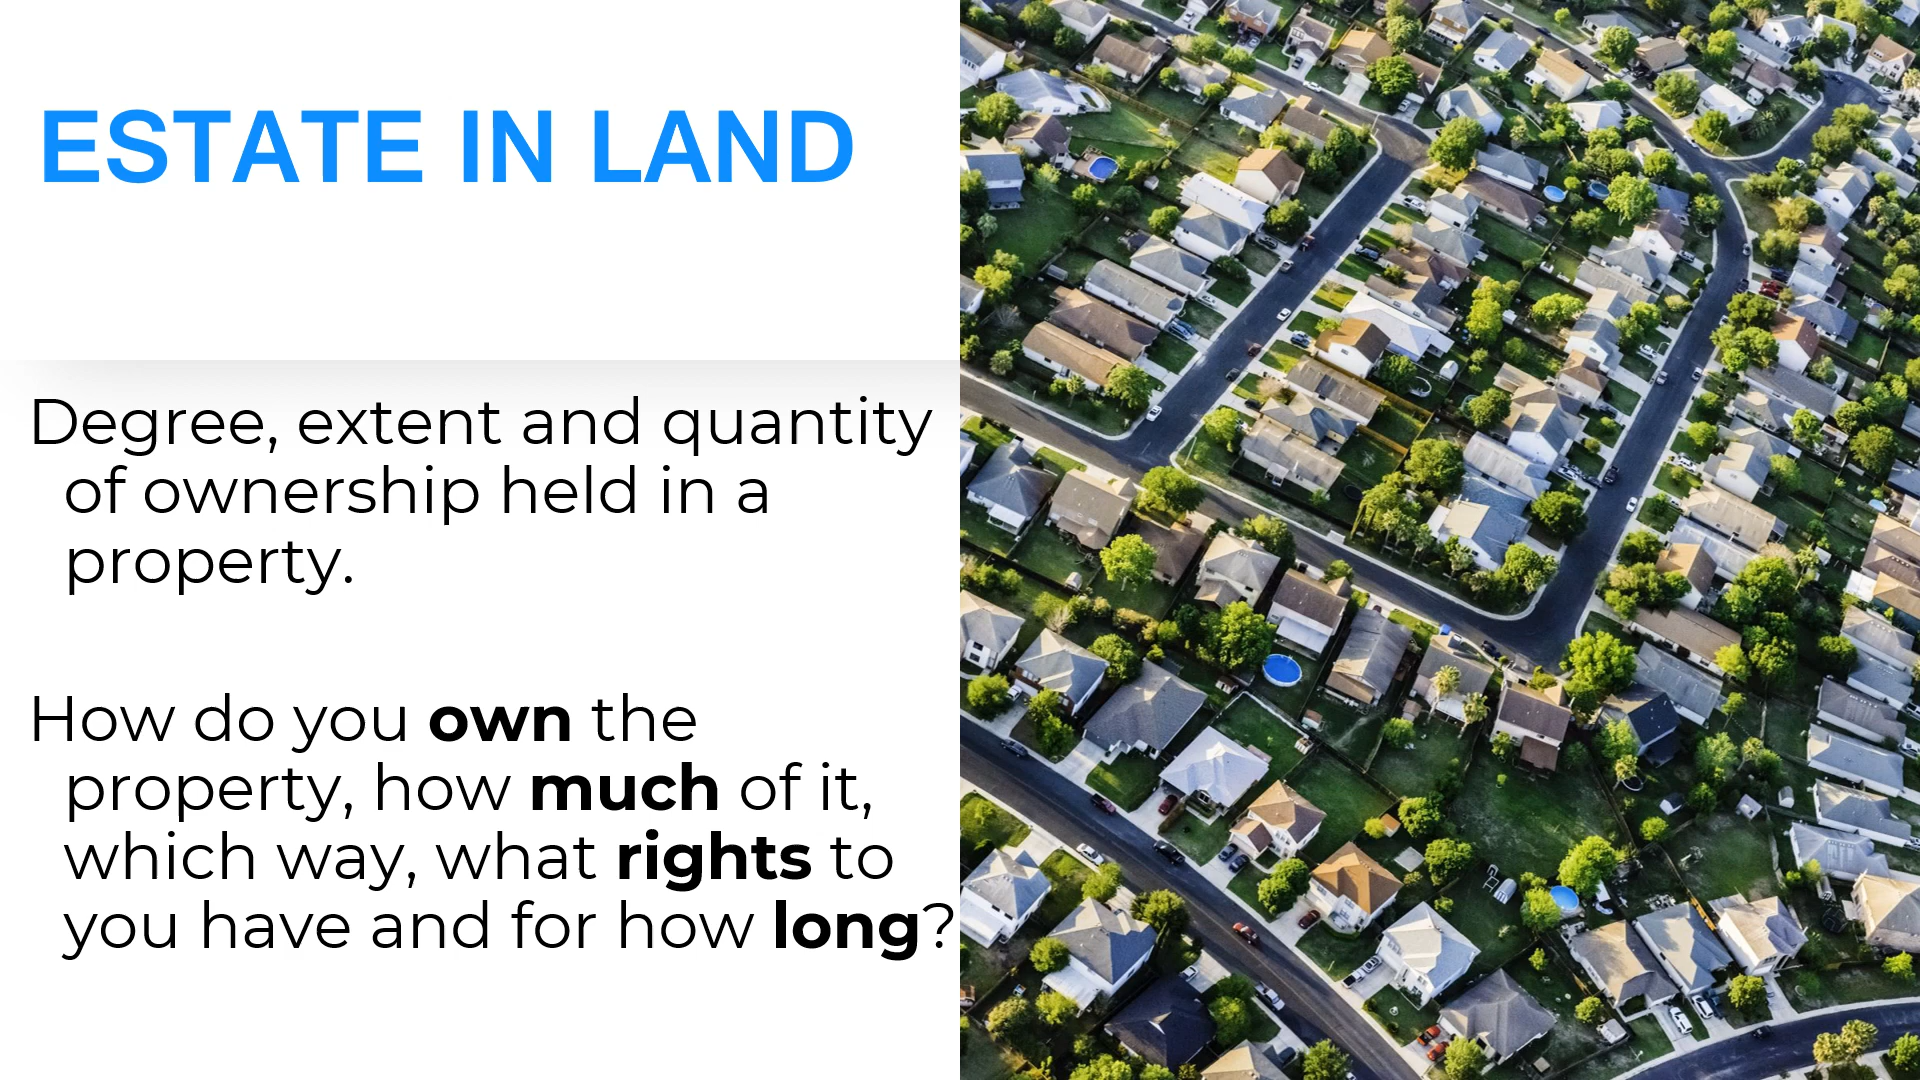 ESTATE IN LAND
Degree, extent and quantity
of ownership held in a
property.
How do you own the
property, how much of it,
which way, what rights to
you have and for how long?